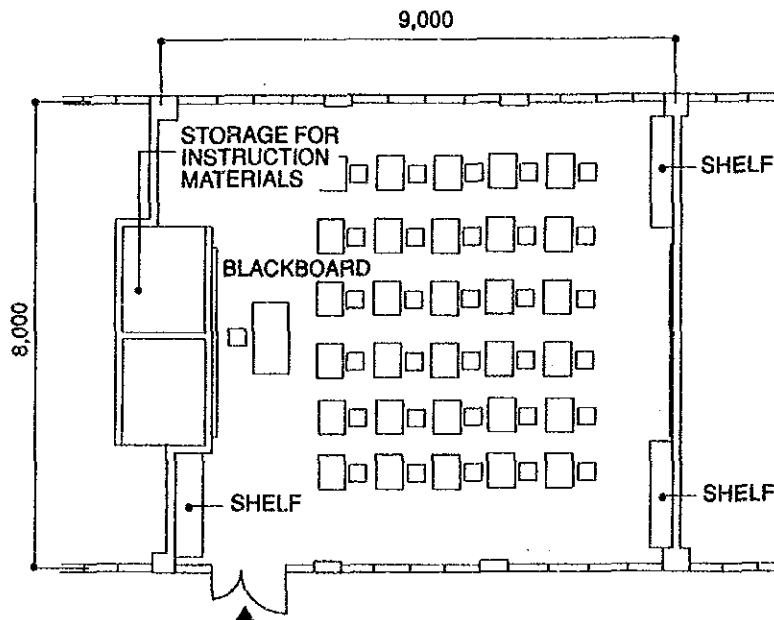 9,000
STORAGE FOR
INSTRUCTION
MATERIALS
SHELF
BLACKBOARD
8,000
SHELF
SHELF